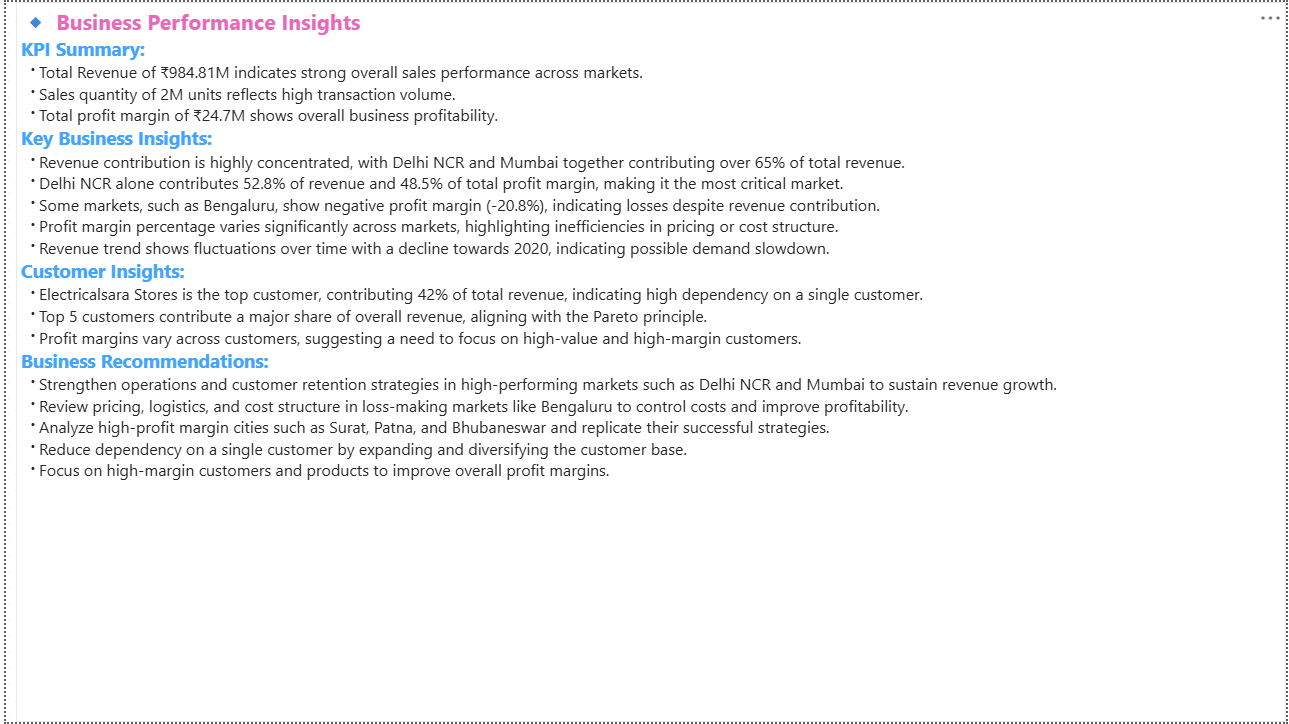 🔹 Business Performance Insights
KPI Summary:
• Total Revenue of ₹984.81M indicates strong overall sales performance across markets.
• Sales quantity of 2M units reflects high transaction volume.
• Total profit margin of ₹24.7M shows overall business profitability.
Key Business Insights:
• Revenue contribution is highly concentrated, with Delhi NCR and Mumbai together contributing over 65% of total revenue.
• Delhi NCR alone contributes 52.8% of revenue and 48.5% of total profit margin, making it the most critical market.
• Some markets, such as Bengaluru, show negative profit margin (-20.8%), indicating losses despite revenue contribution.
• Profit margin percentage varies significantly across markets, highlighting inefficiencies in pricing or cost structure.
• Revenue trend shows fluctuations over time with a decline towards 2020, indicating possible demand slowdown.
Customer Insights:
• Electricalsara Stores is the top customer, contributing 42% of total revenue, indicating high dependency on a single customer.
• Top 5 customers contribute a major share of overall revenue, aligning with the Pareto principle.
• Profit margins vary across customers, suggesting a need to focus on high-value and high-margin customers.
Business Recommendations:
• Strengthen operations and customer retention strategies in high-performing markets such as Delhi NCR and Mumbai to sustain revenue growth.
• Review pricing, logistics, and cost structure in loss-making markets like Bengaluru to control costs and improve profitability.
• Analyze high-profit margin cities such as Surat, Patna, and Bhubaneswar and replicate their successful strategies.
• Reduce dependency on a single customer by expanding and diversifying the customer base.
• Focus on high-margin customers and products to improve overall profit margins.